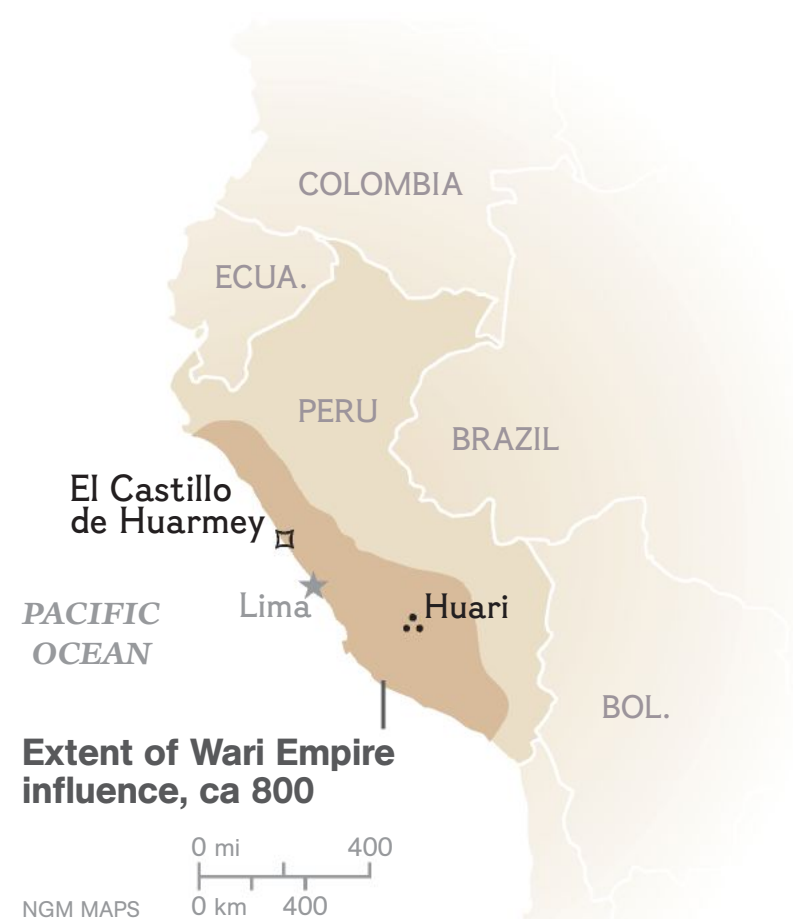 COLOMBIA
ECUA.
PERU
BRAZIL
El Castillo
de Huarmey
Lima
Huari
PACIFIC
OCEAN
BOL.
Extent of Wari Empire
influence, ca 800
0 mi 400
0 km 400
NGM MAPS